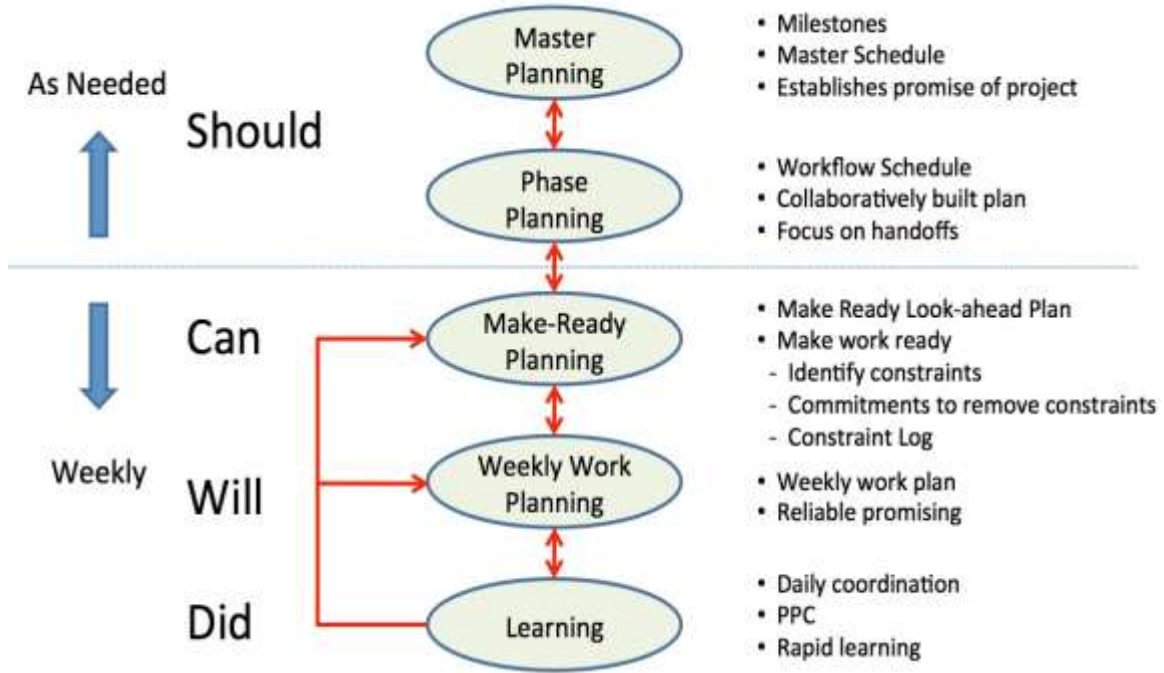 Master
Planning
• Milestones
• Master Schedule
• Establishes promise of project
As Needed
Should
Phase
Planning
• Workflow Schedule
• Collaboratively built plan
• Focus on handoffs
Can
Make-Ready
Planning
• Make Ready Look-ahead Plan
• Make work ready
- Identify constraints
- Commitments to remove constraints
- Constraint Log
Weekly
Will
Weekly Work
Planning
• Weekly work plan
• Reliable promising
Did
Learning
• Daily coordination
• PPC
• Rapid learning